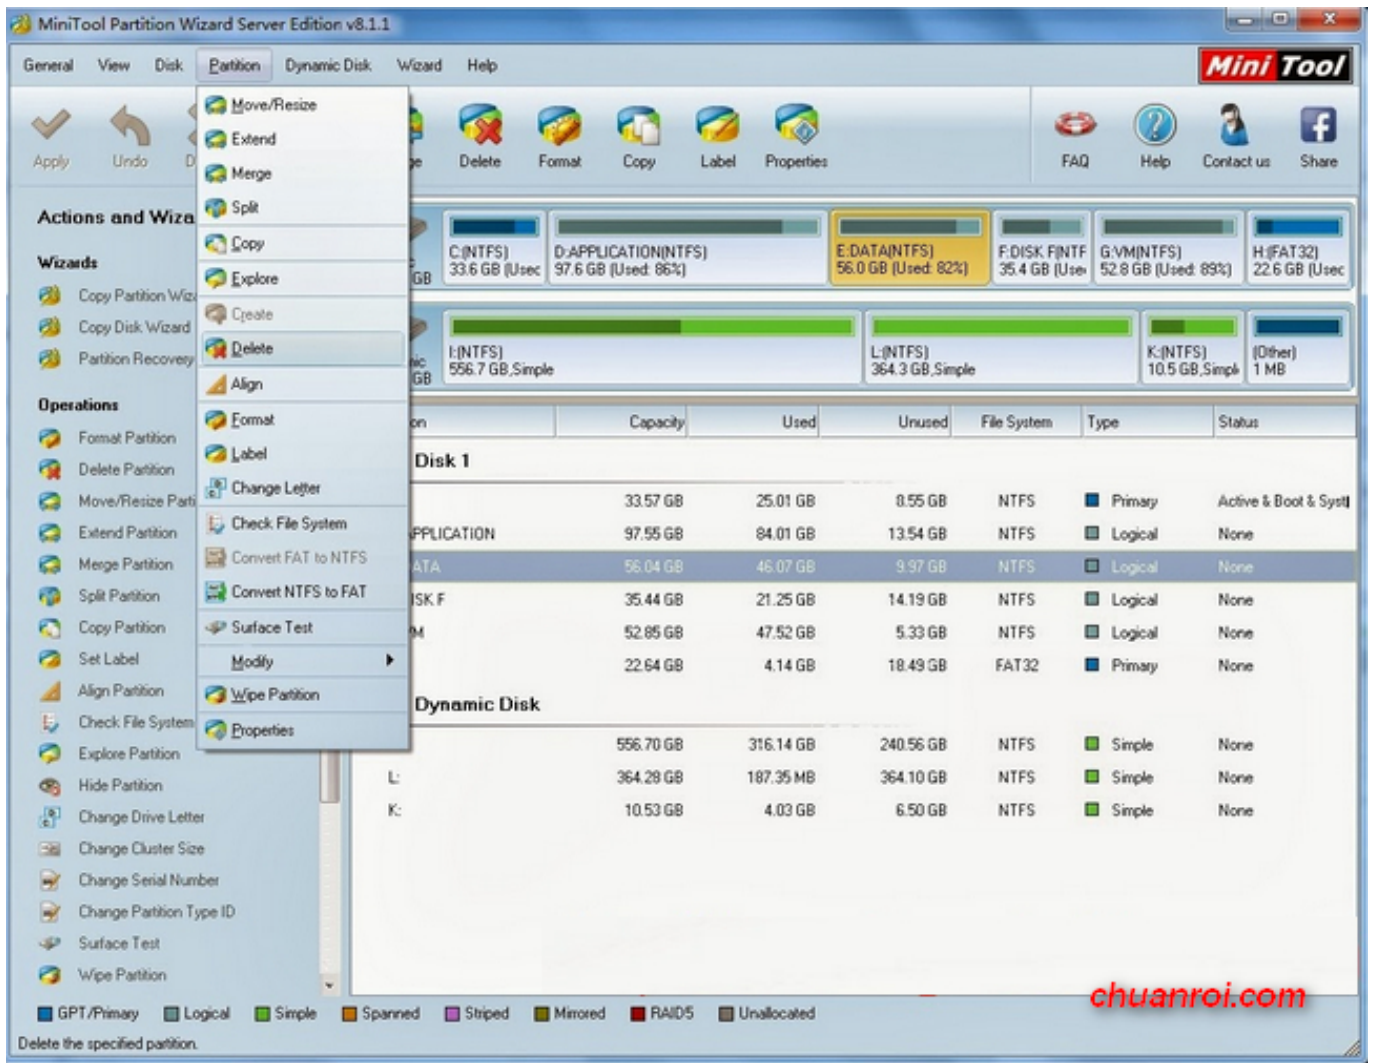 MiniTool Partition Wizard Server Edition v8.1.1
General View Disk Partition Dynamic Disk Wizard Help
Mini Tool
Apply Undo D Delete Format Copy Label Properties FAQ Help Contact us Share
Move/Resize
Extend
Merge
Split
Copy
Explore
Create
Delete
Align
Format
Label
Change Letter
Check File System
Convert FAT to NTFS
Convert NTFS to FAT
Surface Test
Modify
Wipe Partition
Properties
Actions and Wiza
Wizards
Copy Partition Wiza
Copy Disk Wizard
Partition Recovery
Operations
Format Partition
Delete Partition
Move/Resize Parti
Extend Partition
Merge Partition
Split Partition
Copy Partition
Set Label
Align Partition
Check File System
Explore Partition
Hide Partition
Change Drive Letter
Change Cluster Size
Change Serial Number
Change Partition Type ID
Surface Test
Wipe Partition
GB
C:(NTFS)
33.6 GB (Usec
D:APPLICATION(NTFS)
97.6 GB (Used: 86%)
E:DATA(NTFS)
56.0 GB (Used: 82%)
F:DISK F(NTF
35.4 GB (Use
G:VM(NTFS)
52.8 GB (Used: 89%)
H:(FAT32)
22.6 GB (Usec
ic
GB
I:(NTFS)
556.7 GB,Simple
L:(NTFS)
364.3 GB,Simple
K:(NTFS)
10.5 GB,Simpl
(Other)
1 MB
on Capacity Used Unused File System Type Status
Disk 1
33.57 GB 25.01 GB 8.55 GB NTFS Primary Active & Boot & Syst
APPLICATION 97.55 GB 84.01 GB 13.54 GB NTFS Logical None
ATA 56.04 GB 46.07 GB 9.97 GB NTFS Logical None
ISK F 35.44 GB 21.25 GB 14.19 GB NTFS Logical None
M 52.85 GB 47.52 GB 5.33 GB NTFS Logical None
22.64 GB 4.14 GB 18.49 GB FAT32 Primary None
Dynamic Disk
556.70 GB 316.14 GB 240.56 GB NTFS Simple None
L: 364.28 GB 187.35 MB 364.10 GB NTFS Simple None
K: 10.53 GB 4.03 GB 6.50 GB NTFS Simple None
chuanroi.com
GPT/Primary Logical Simple Spanned Striped Mirrored RAID5 Unallocated
Delete the specified partition.